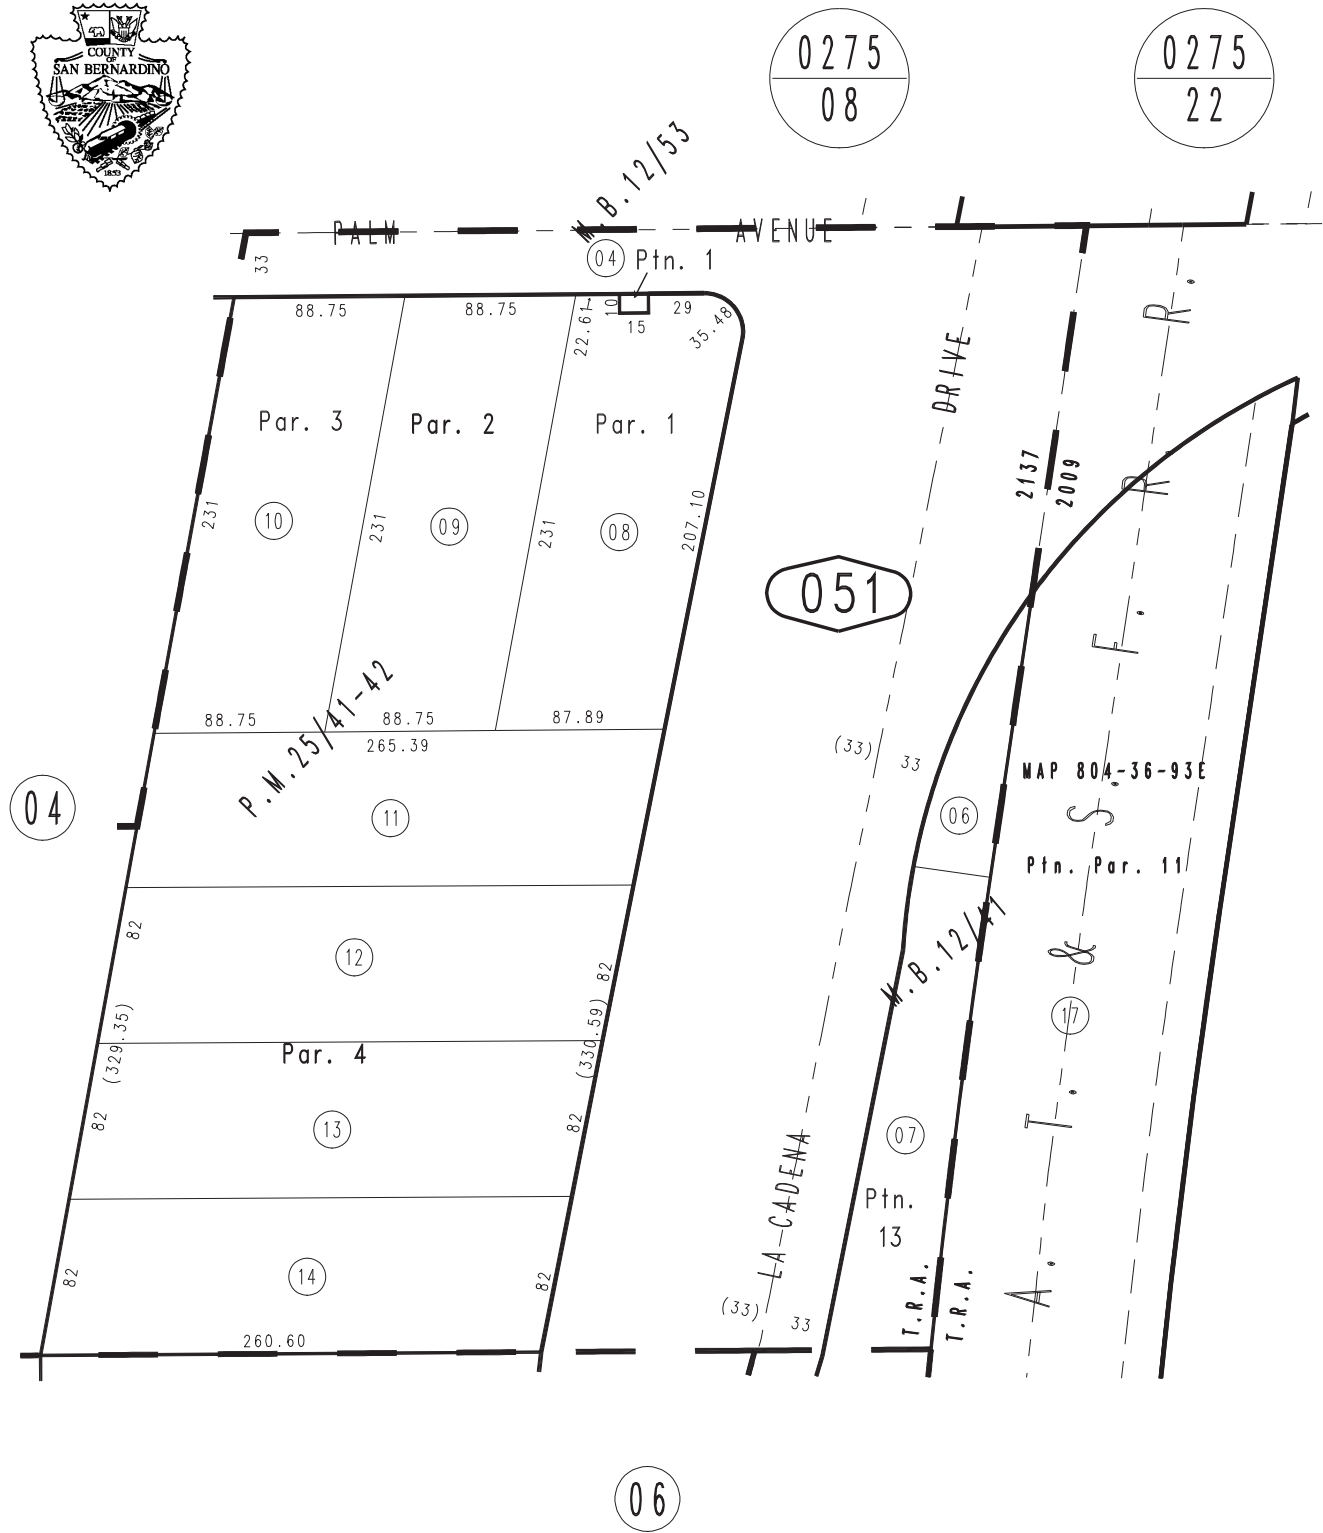 COUNTY
OF
SAN BERNARDINO
1853
0275
08
0275
22
M.B.12/53
PALM
AVENUE
33
04
Ptn. 1
88.75
88.75
22.61
10
15
29
35.48
DRIVE
Par. 3
Par. 2
Par. 1
2137
2009
231
10
231
09
231
08
207.10
051
88.75
88.75
87.89
265.39
P.M.25/41-42
(33)
33
MAP 804-36-93E
04
11
06
Ptn. Par. 11
M.B.12/41
82
12
82
17
(329.35)
(330.59)
Par. 4
82
13
82
07
Ptn.
13
LA CADENA
A. T. & S. F. R. R.
82
14
82
T.R.A.
T.R.A.
(33)
33
260.60
06